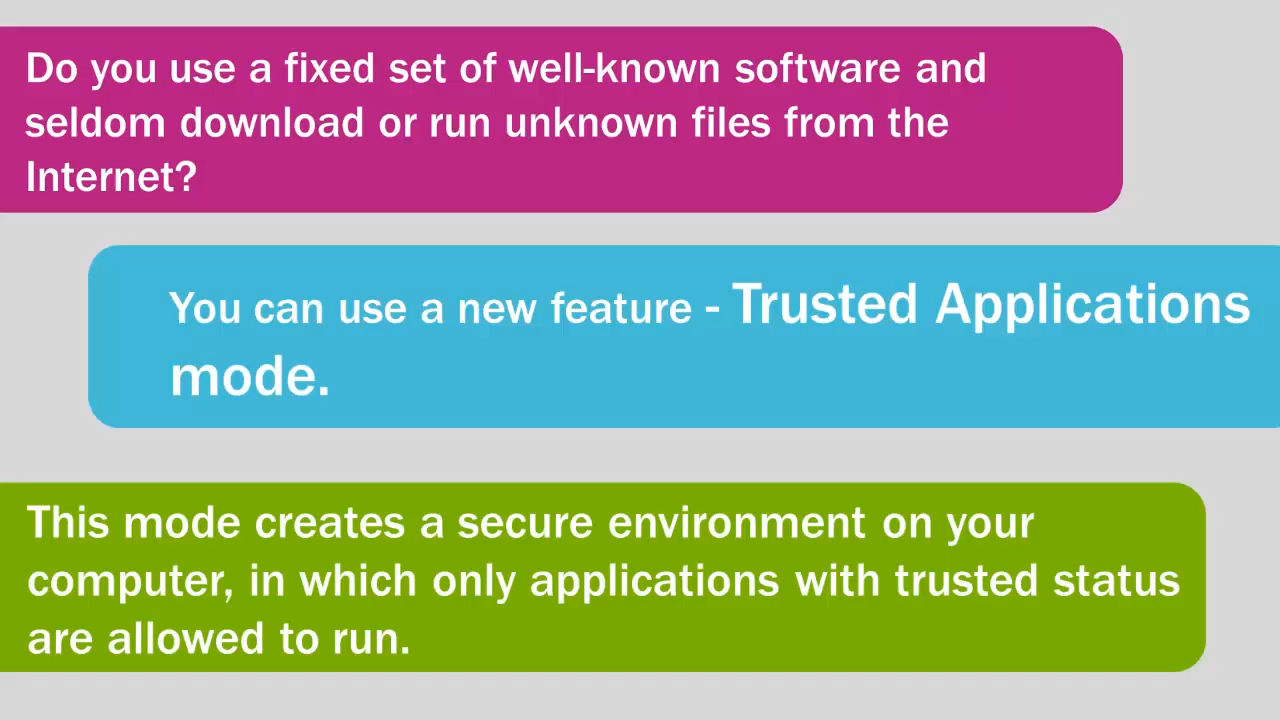 Do you use a fixed set of well-known software and
seldom download or run unknown files from the
Internet?
You can use a new feature - Trusted Applications
mode.
This mode creates a secure environment on your
computer, in which only applications with trusted status
are allowed to run.